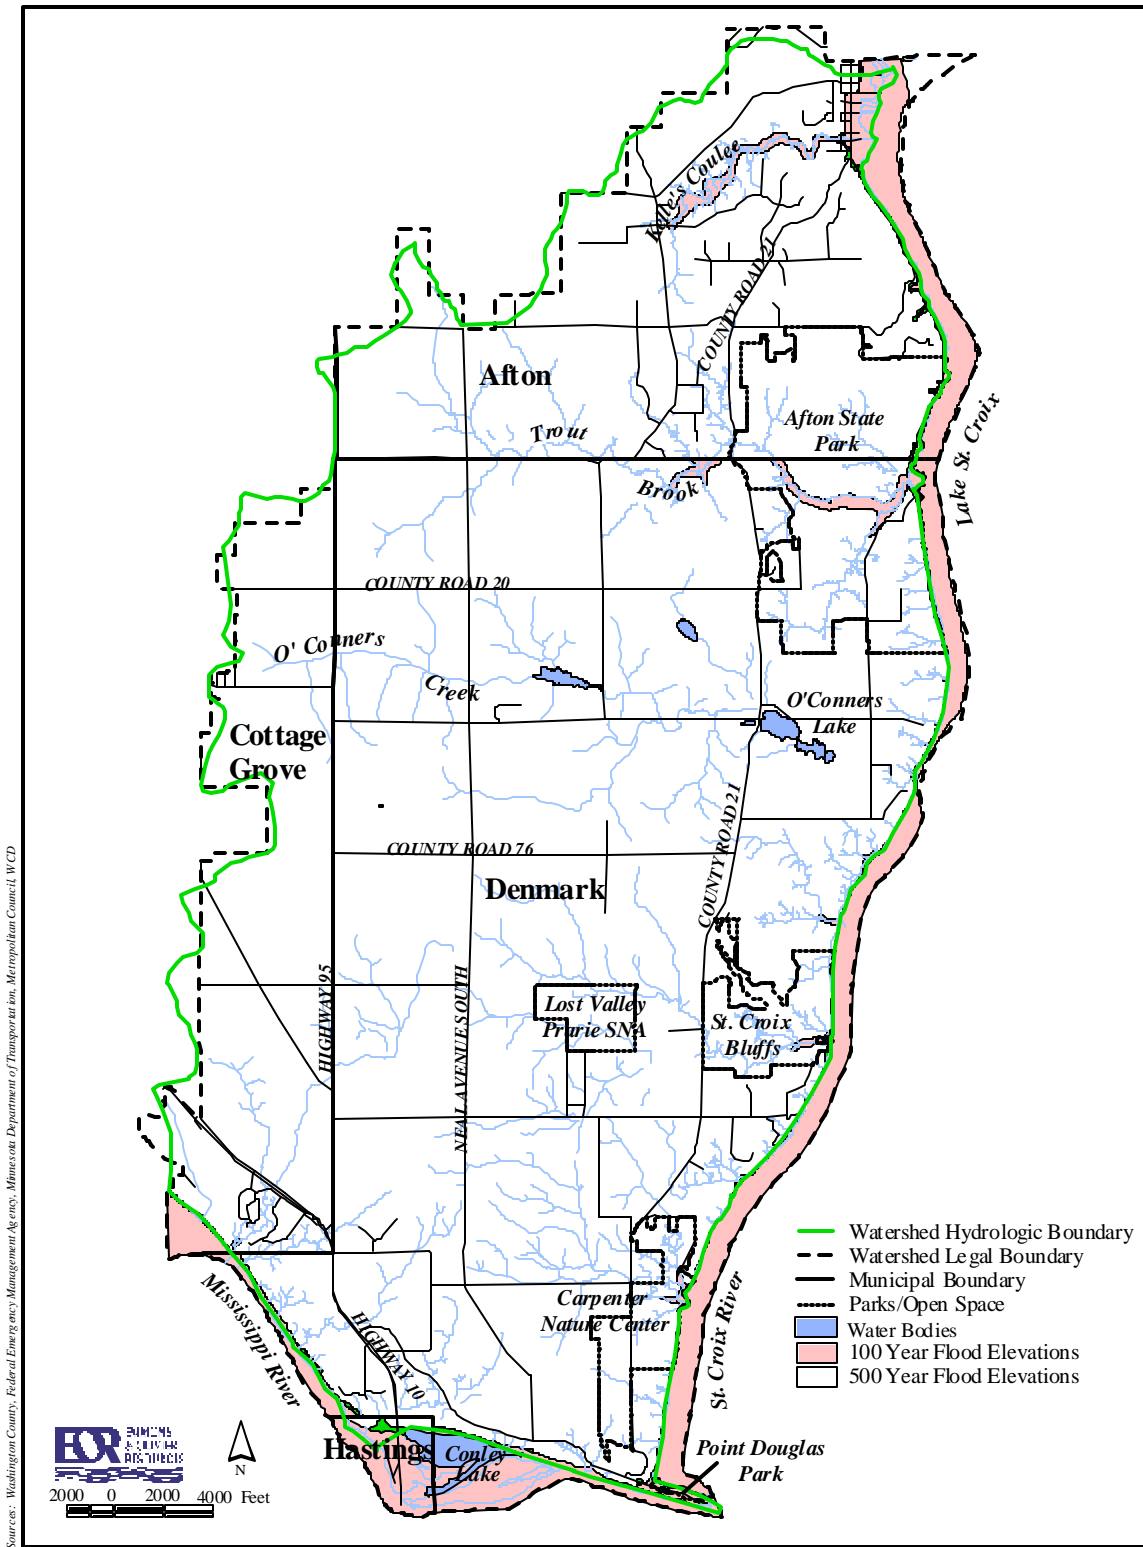 Kelle's Coulee
COUNTY ROAD 21
Afton
Trout
Brook
Afton State
Park
Lake St. Croix
COUNTY ROAD 20
O' Conners
Creek
O'Conners
Lake
Cottage
Grove
COUNTY ROAD 21
COUNTY ROAD 76
Denmark
HIGHWAY 95
NEAL AVENUE SOUTH
Lost Valley
Prarie SNA
St. Croix
Bluffs
Mississippi River
HIGHWAY 10
Carpenter
Nature Center
St. Croix River
Hastings
Conley
Lake
Point Douglas
Park
Watershed Hydrologic Boundary
Watershed Legal Boundary
Municipal Boundary
Parks/Open Space
Water Bodies
100 Year Flood Elevations
500 Year Flood Elevations
EOR
N
2000 0 2000 4000 Feet
Sources: Washington County, Federal Emergency Management Agency, Minnesota Department of Transportation, Metropolitan Council, WCD